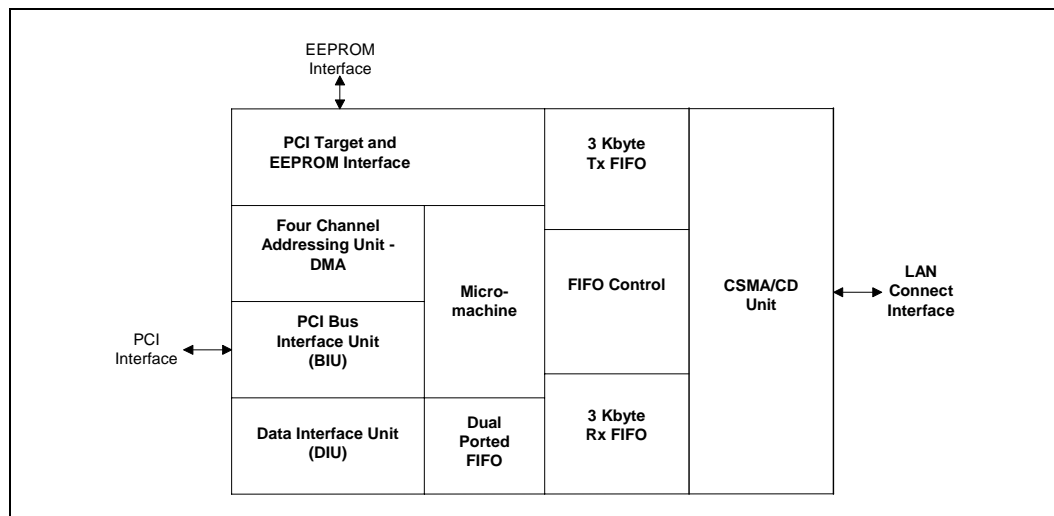 EEPROM
Interface
PCI Target and
EEPROM Interface
3 Kbyte
Tx FIFO
Four Channel
Addressing Unit -
DMA
Micro-
machine
FIFO Control
CSMA/CD
Unit
LAN
Connect
Interface
PCI
Interface
PCI Bus
Interface Unit
(BIU)
Data Interface Unit
(DIU)
Dual
Ported
FIFO
3 Kbyte
Rx FIFO